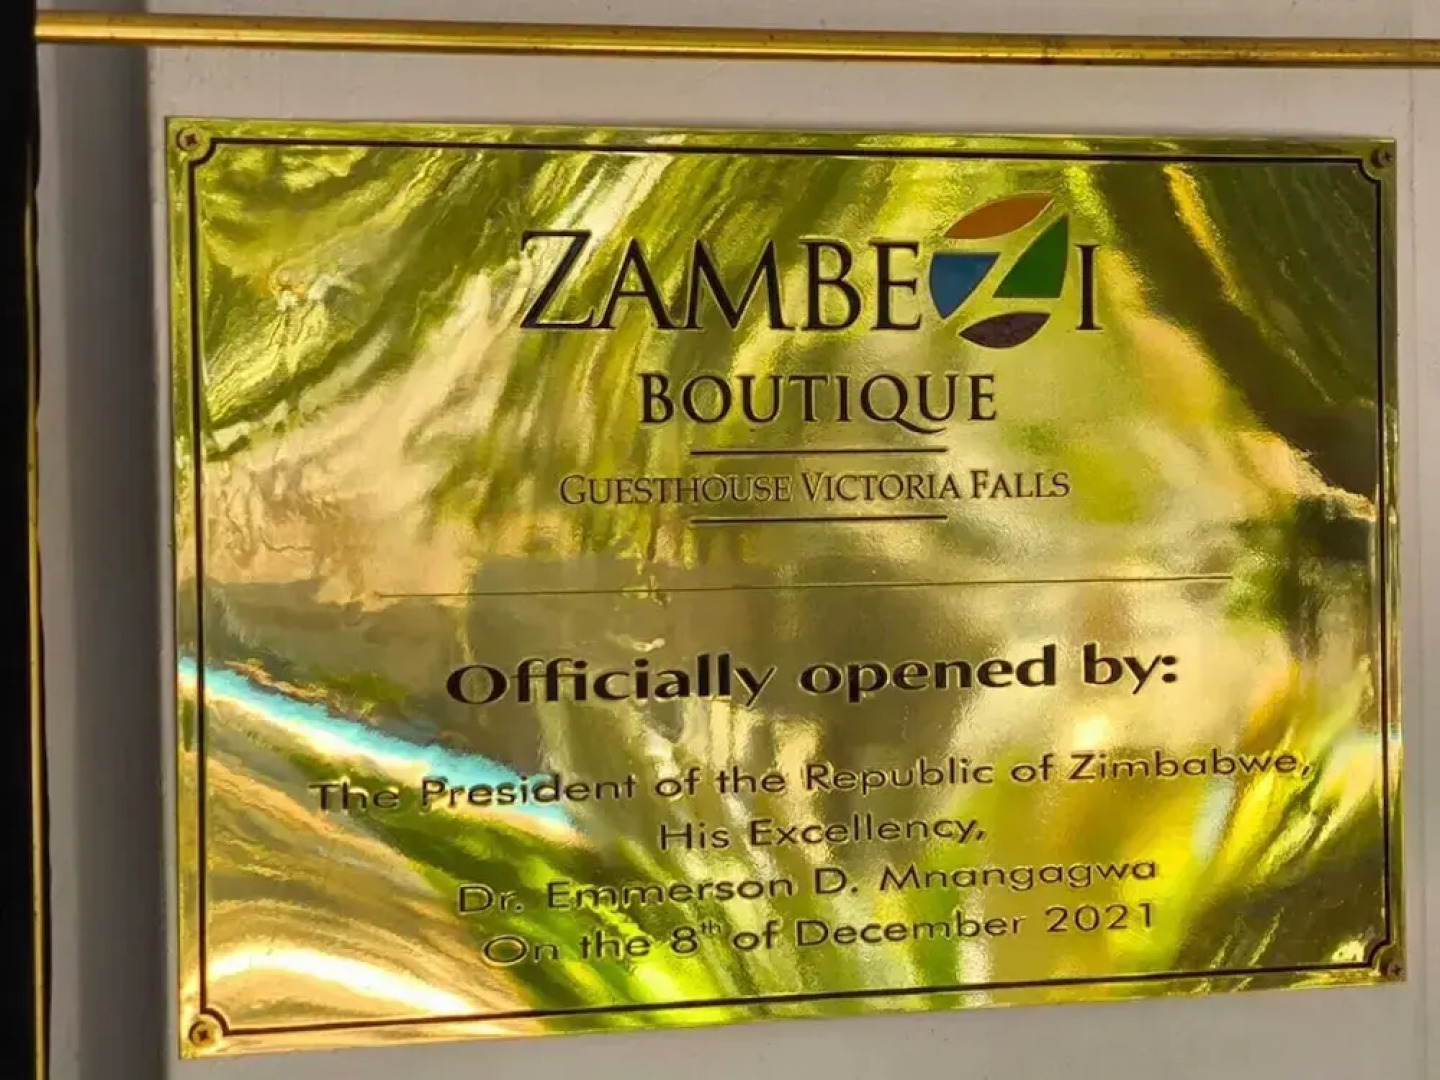 ZAMBEZI
BOUTIQUE
GUESTHOUSE VICTORIA FALLS
Officially opened by:
The President of the Republic of Zimbabwe,
His Excellency,
Dr. Emmerson D. Mnangagwa
On the 8th of December 2021